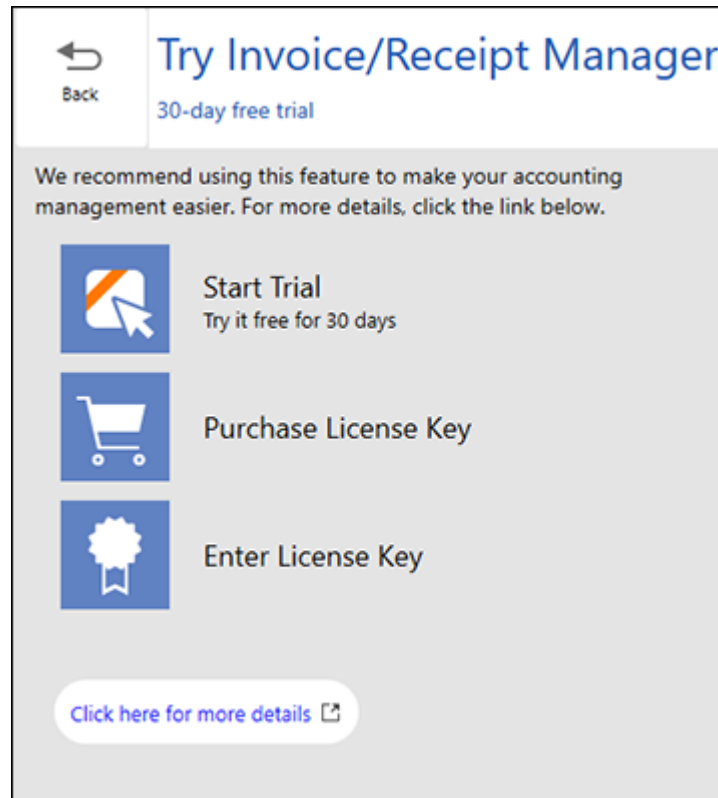 Try Invoice/Receipt Manager
Back
30-day free trial
We recommend using this feature to make your accounting
management easier. For more details, click the link below.
Start Trial
Try it free for 30 days
Purchase License Key
Enter License Key
Click here for more details